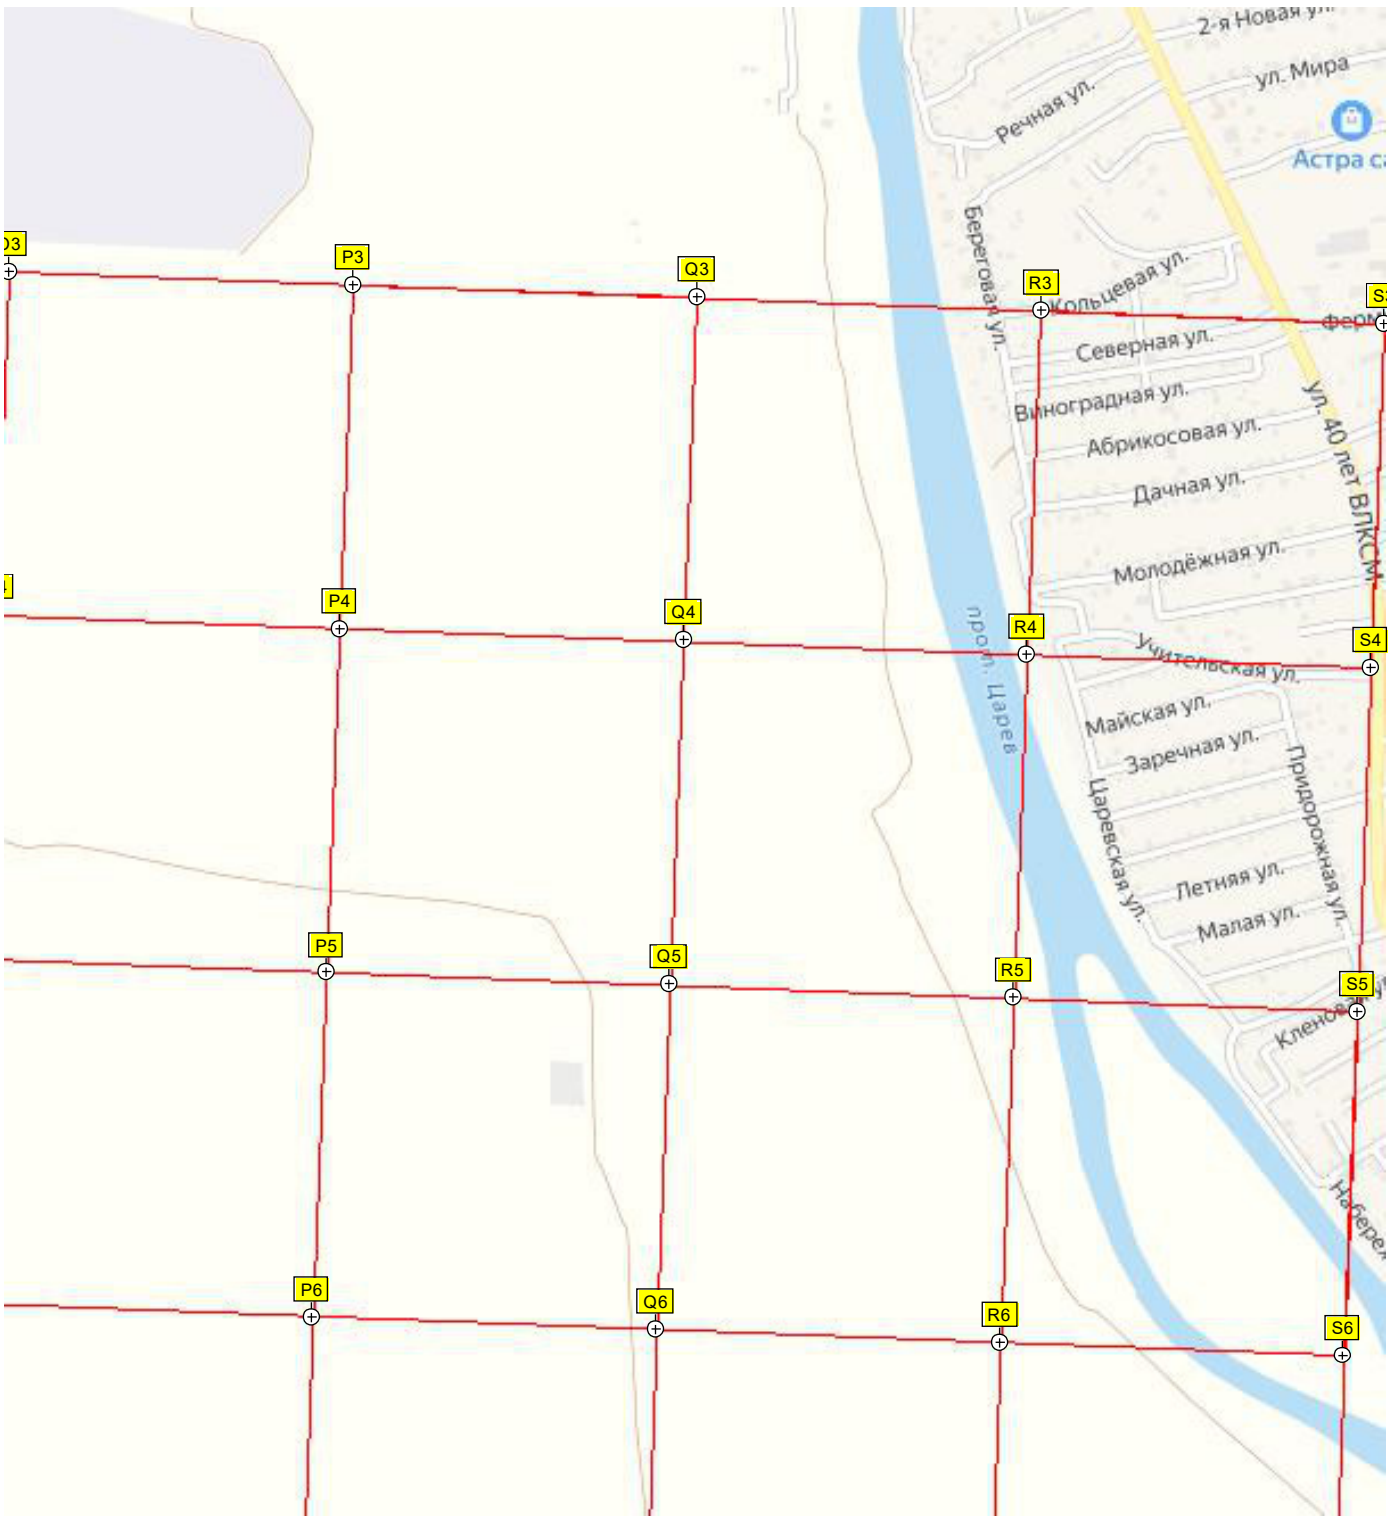 2-я Новая ул.
ул. Мира
Речная ул.
Астра
Береговая ул.
P3
Q3
R3
Кольцевая ул.
Северная ул.
Виноградная ул.
ул. 40 лет ВЛКСМ
Абрикосовая ул.
Дачная ул.
Молодёжная ул.
P4
Q4
R4
S4
прот. Царев
Учительская ул.
Майская ул.
Заречная ул.
Придорожная ул.
Царевская ул.
Летняя ул.
Малая ул.
P5
Q5
R5
S5
Кленовая
P6
Q6
R6
S6